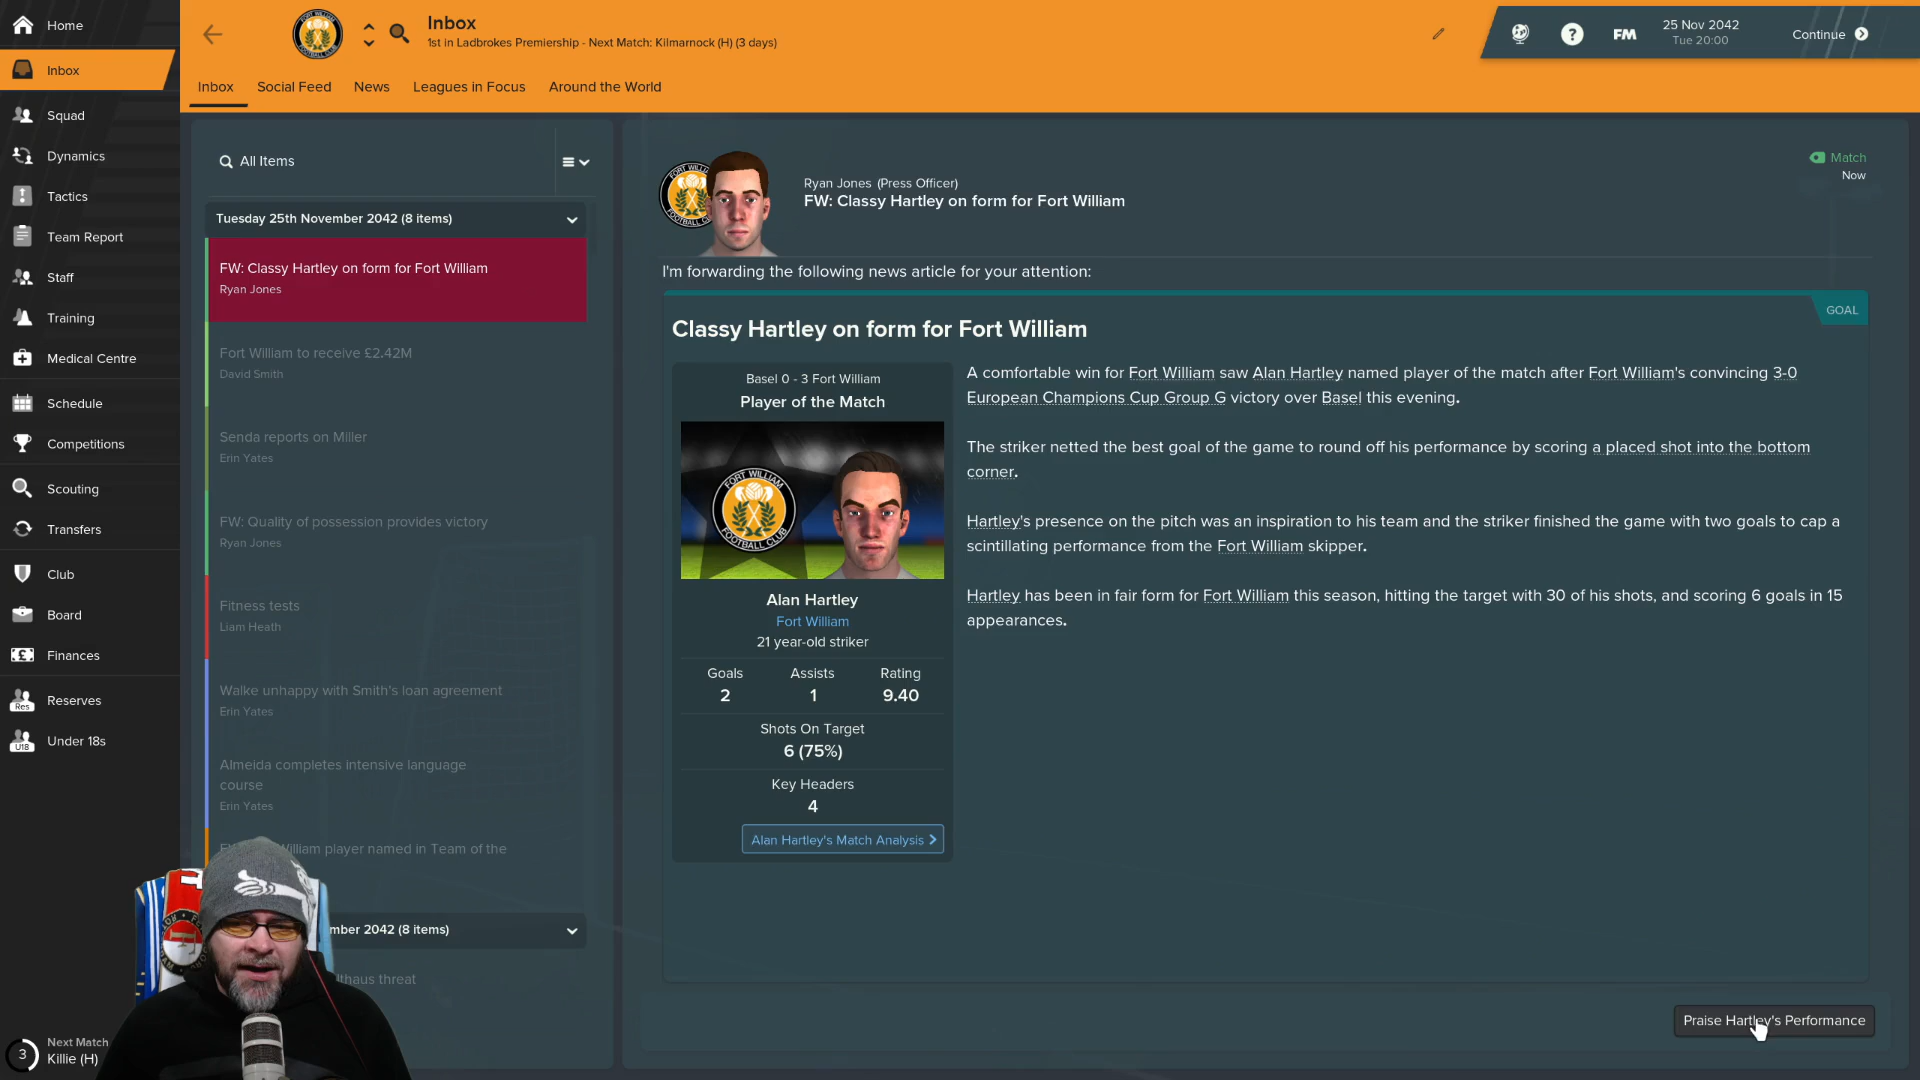 Home
Inbox
Squad
Dynamics
Tactics
Team Report
Staff
Training
Medical Centre
Schedule
Competitions
Scouting
Transfers
Club
Board
Finances
Res
Reserves
U18
Under 18s
3
Next Match
Killie (H)
Inbox
1st in Ladbrokes Premiership - Next Match: Kilmarnock (H) (3 days)
?
FM
25 Nov 2042
Tue 20:00
Continue
Inbox
Social Feed
News
Leagues in Focus
Around the World
All Items
Tuesday 25th November 2042 (8 items)
FW: Classy Hartley on form for Fort William
Ryan Jones
Fort William to receive £2.42M
David Smith
Senda reports on Miller
Erin Yates
FW: Quality of possession provides victory
Ryan Jones
Fitness tests
Liam Heath
Walke unhappy with Smith's loan agreement
Erin Yates
Almeida completes intensive language
course
Erin Yates
illiam player named in Team of the
mber 2042 (8 items)
lthaus threat
Ryan Jones (Press Officer)
FW: Classy Hartley on form for Fort William
Match
Now
I'm forwarding the following news article for your attention:
GOAL
Classy Hartley on form for Fort William
Basel 0 - 3 Fort William
Player of the Match
FORT WILLIAM
FOOTBALL CLUB
Alan Hartley
Fort William
21 year-old striker
Goals
Assists
Rating
2
1
9.40
Shots On Target
6 (75%)
Key Headers
4
Alan Hartley's Match Analysis
A comfortable win for Fort William saw Alan Hartley named player of the match after Fort William's convincing 3-0
European Champions Cup Group G victory over Basel this evening.
The striker netted the best goal of the game to round off his performance by scoring a placed shot into the bottom
corner.
Hartley's presence on the pitch was an inspiration to his team and the striker finished the game with two goals to cap a
scintillating performance from the Fort William skipper.
Hartley has been in fair form for Fort William this season, hitting the target with 30 of his shots, and scoring 6 goals in 15
appearances.
Praise Hartley's Performance